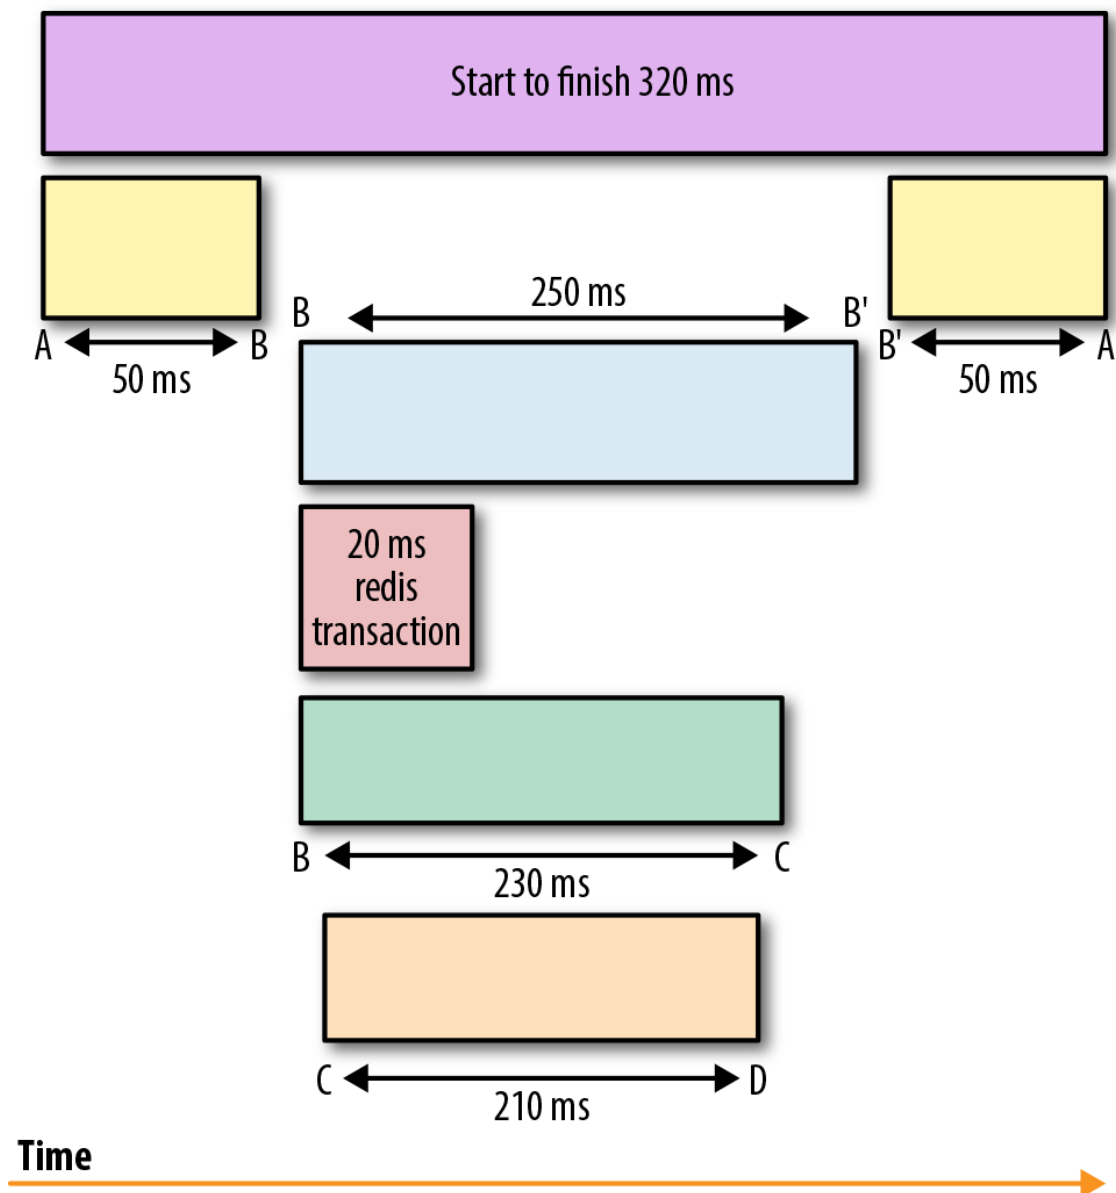 Start to finish 320 ms
A
B
50 ms
B
250 ms
B'
B'
A
50 ms
20 ms
redis
transaction
B
C
230 ms
C
D
210 ms
Time